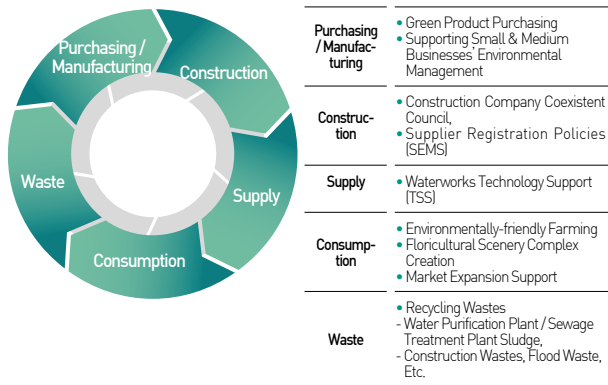 Purchasing /
Manufacturing
Construction
Supply
Consumption
Waste
Purchasing
/ Manufac-
turing
• Green Product Purchasing
• Supporting Small & Medium
Businesses' Environmental
Management
Construc-
tion
• Construction Company Coexistent
Council,
• Supplier Registration Policies
(SEMS)
Supply
• Waterworks Technology Support
(TSS)
Consump-
tion
• Environmentally-friendly Farming
• Floricultural Scenery Complex
Creation
• Market Expansion Support
Waste
• Recycling Wastes
- Water Purification Plant / Sewage
Treatment Plant Sludge,
- Construction Wastes, Flood Waste,
Etc.